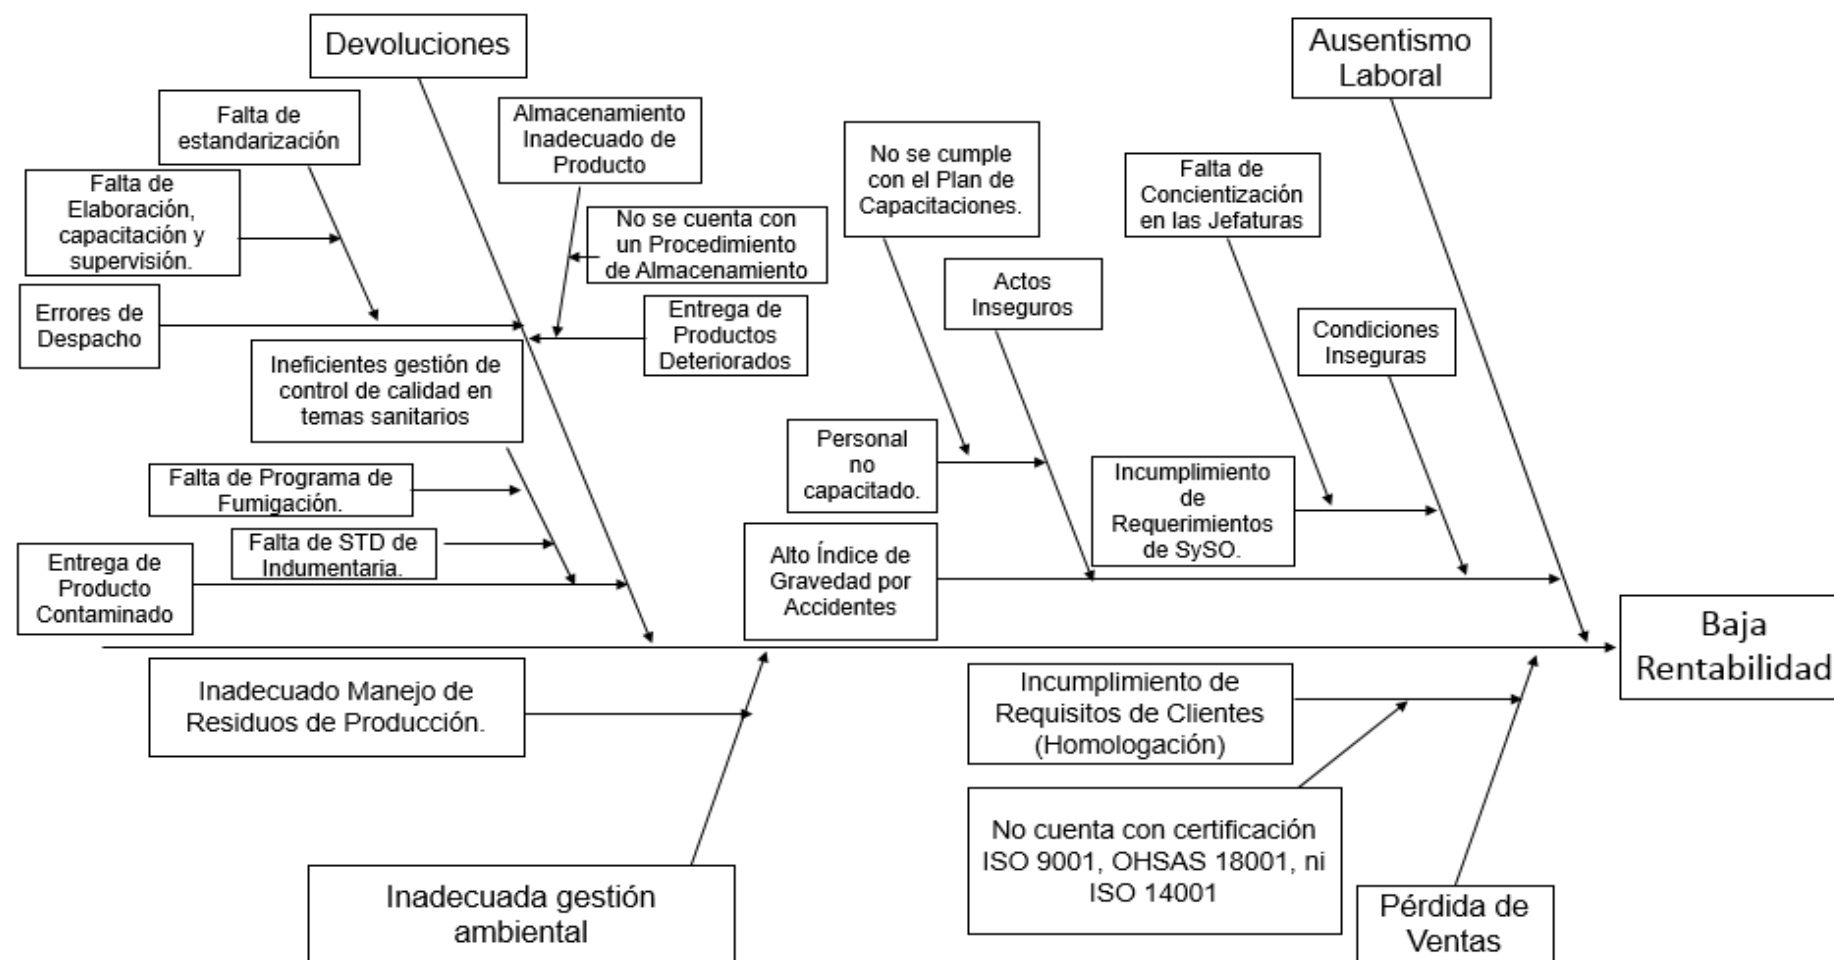 Devoluciones
Ausentismo
Laboral
Falta de
estandarización
Almacenamiento
Inadecuado de
Producto
No se cumple
con el Plan de
Capacitaciones.
Falta de
Concientización
en las Jefaturas
Falta de
Elaboración,
capacitación y
supervisión.
No se cuenta con
un Procedimiento
de Almacenamiento
Actos
Inseguros
Errores de
Despacho
Entrega de
Productos
Deteriorados
Condiciones
Inseguras
Ineficientes gestión de
control de calidad en
temas sanitarios
Personal
no
capacitado.
Incumplimiento
de
Requerimientos
de SySO.
Falta de Programa de
Fumigación.
Falta de STD de
Indumentaria.
Entrega de
Producto
Contaminado
Alto Índice de
Gravedad por
Accidentes
Baja
Rentabilidad
Inadecuado Manejo de
Residuos de Producción.
Incumplimiento de
Requisitos de Clientes
(Homologación)
No cuenta con certificación
ISO 9001, OHSAS 18001, ni
ISO 14001
Inadecuada gestión
ambiental
Pérdida de
Ventas